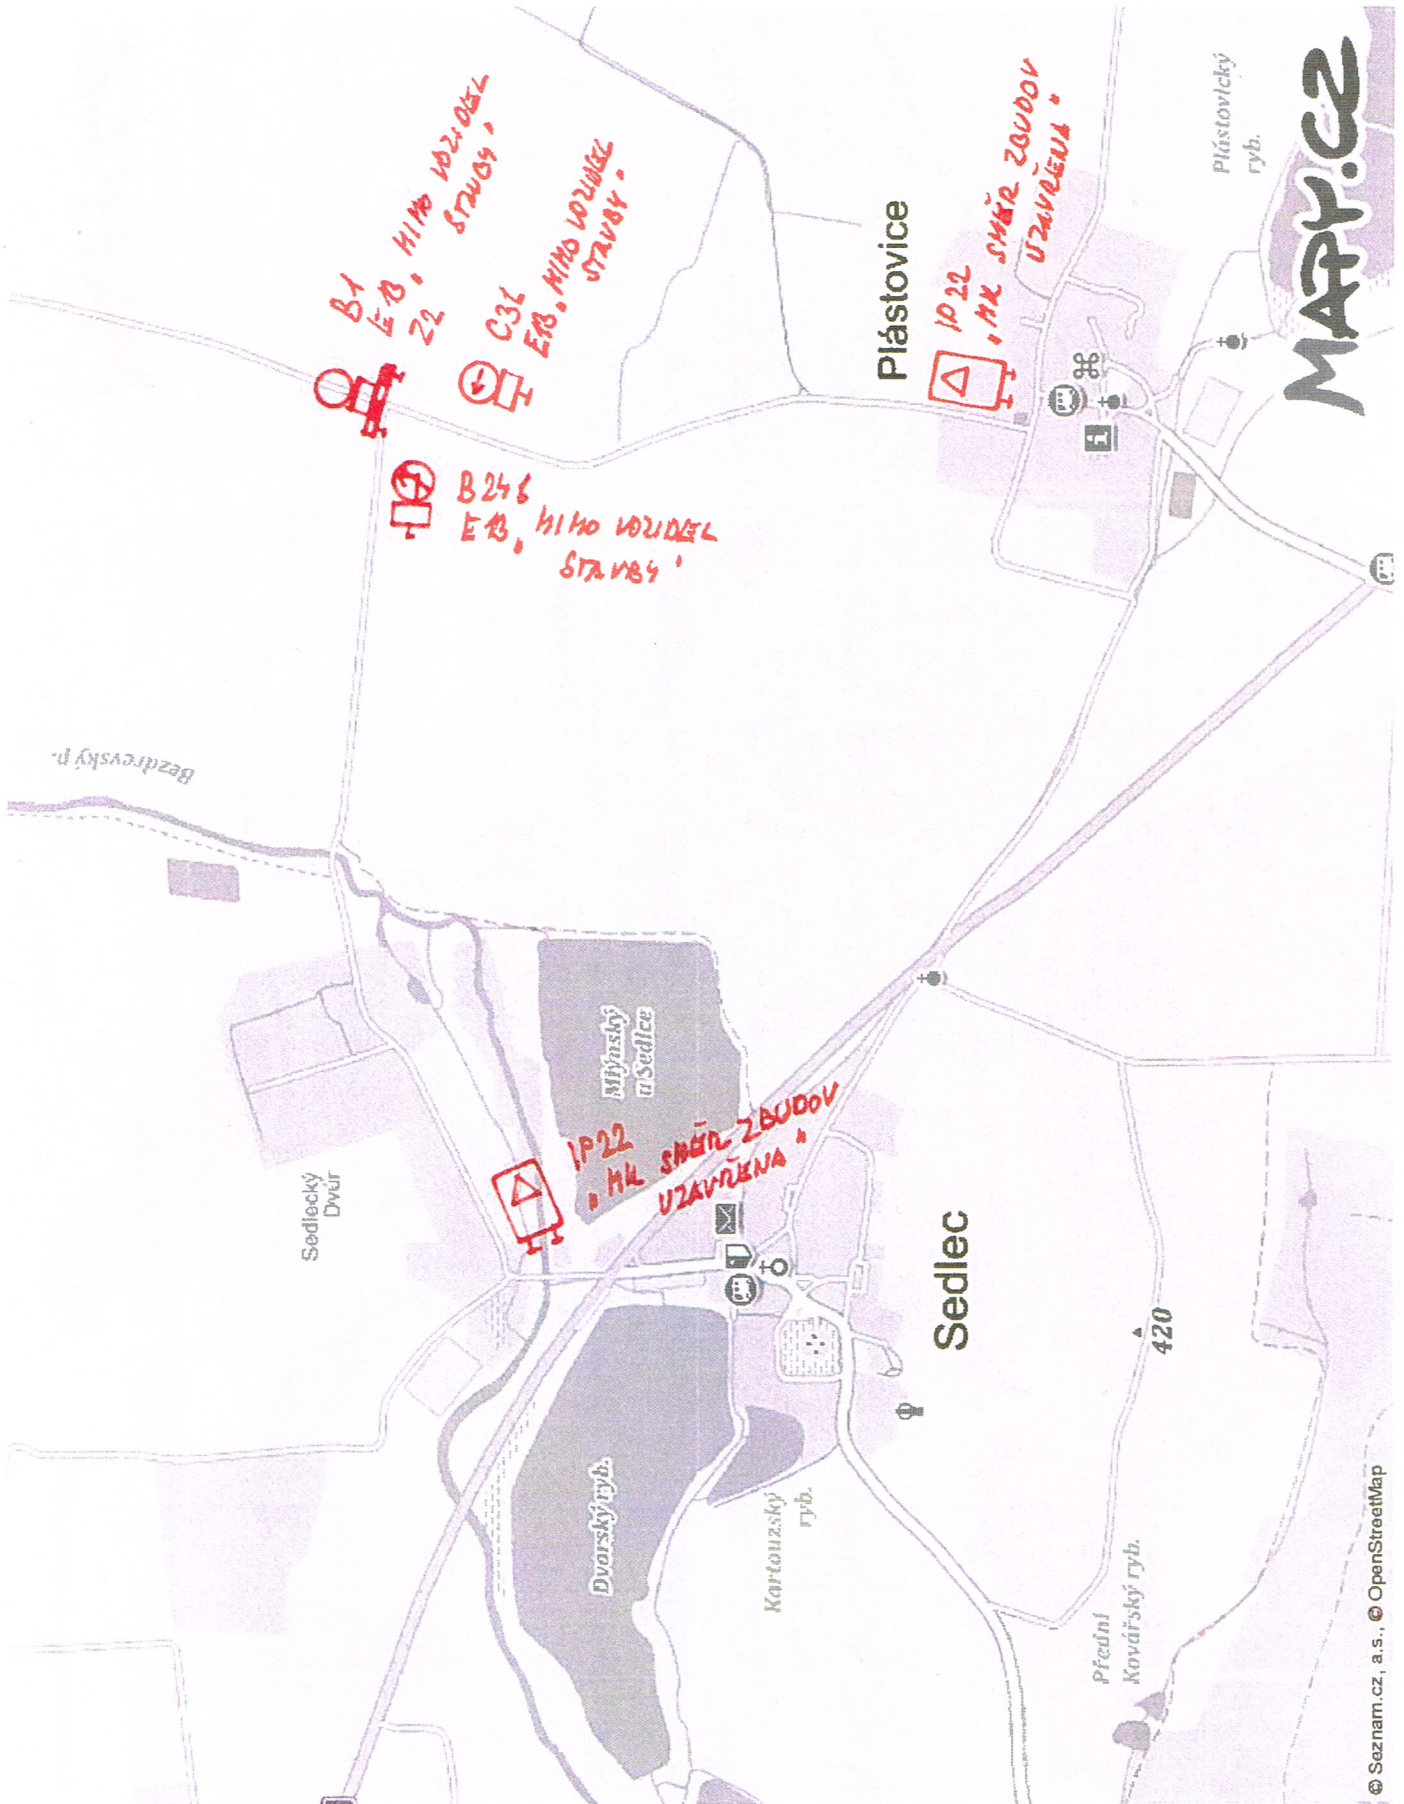 B1
E13 „MIMO VOZIDEL
STAVBY"
Z2
C3b
E13 „MIMO VOZIDEL
STAVBY"
B24b
E13 „MIMO VOZIDEL
STAVBY"
IP22
„MK SMĚR ZBUDOV
UZAVŘENA"
IP22
„MK SMĚR ZBUDOV
UZAVŘENA"
Bezdrevský p.
Sedlecký
Dvůr
Mlýnský
u Sedlce
Plástovice
Plástovický
ryb.
Sedlec
Dvorský ryb.
Kartouzský
ryb.
420
Přední
Kovářský ryb.
MAPY.CZ
© Seznam.cz, a.s., © OpenStreetMap